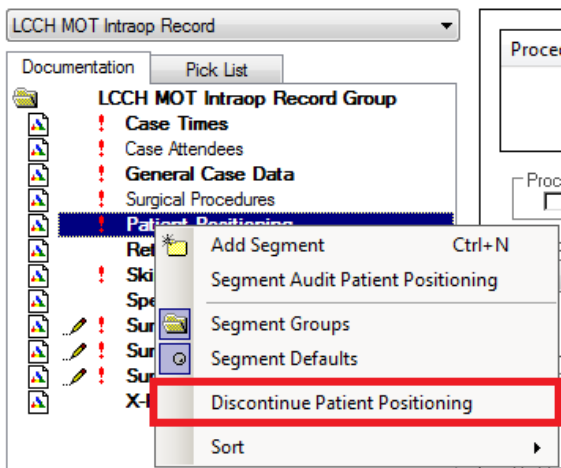 LCCH MOT Intraop Record
Documentation
Pick List
LCCH MOT Intraop Record Group
Case Times
Case Attendees
General Case Data
Surgical Procedures
Patient Positioning
Add Segment Ctrl+N
Segment Audit Patient Positioning
Segment Groups
Segment Defaults
Discontinue Patient Positioning
Sort